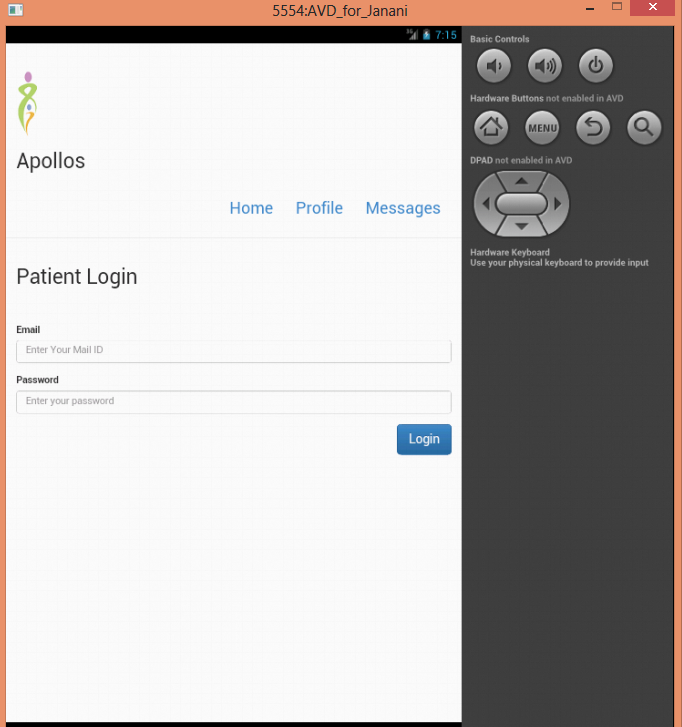 5554:AVD_for_Janani
7:15
Apollos
Home Profile Messages
Patient Login
Email
Enter Your Mail ID
Password
Enter your password
Login
Basic Controls
Hardware Buttons not enabled in AVD
MENU
DPAD not enabled in AVD
Hardware Keyboard
Use your physical keyboard to provide input